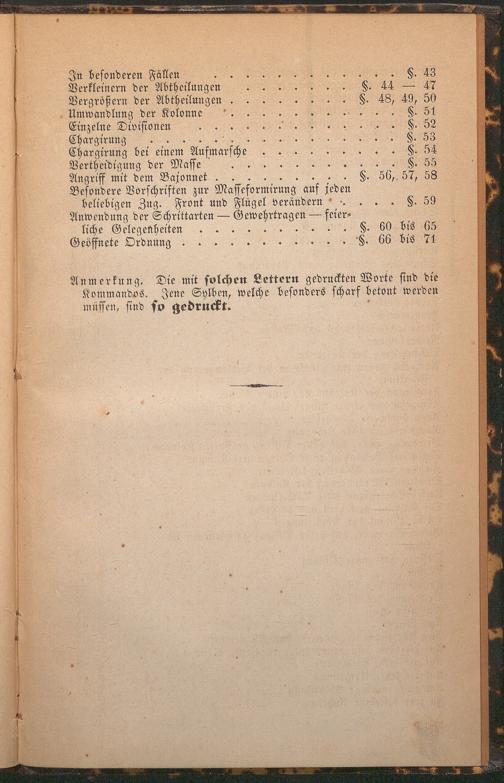 In besonderen Fällen . . . . . . . . . . . . §. 43
Verkleinern der Abtheilungen . . . . . . . . §. 44 — 47
Vergrößern der Abtheilungen . . . . . . . . §. 48, 49, 50
Umwandlung der Kolonne . . . . . . . . . . . §. 51
Einzelne Divisionen . . . . . . . . . . . . §. 52
Chargirung . . . . . . . . . . . . . . §. 53
Chargirung bei einem Aufmarsche . . . . . . . . §. 54
Vertheidigung der Masse . . . . . . . . . . . §. 55
Angriff mit dem Bajonnet . . . . . . . . . §. 56, 57, 58
Besondere Vorschriften zur Masseformirung auf jeden
beliebigen Zug. Front und Flügel verändern . . . §. 59
Anwendung der Schrittarten — Gewehrtragen — feier-
liche Gelegenheiten . . . . . . . . . . §. 60 bis 65
Geöffnete Ordnung . . . . . . . . . . §. 66 bis 71
Anmerkung. Die mit solchen Lettern gedruckten Worte sind die
Kommandos. Jene Sylben, welche besonders scharf betont werden
müssen, sind so gedruckt.